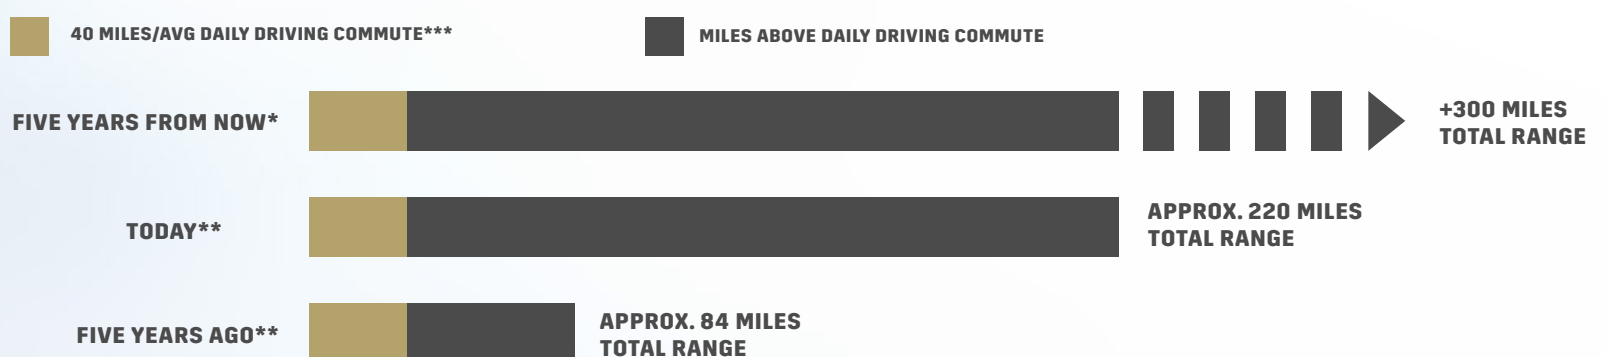 40 MILES/AVG DAILY DRIVING COMMUTE***
MILES ABOVE DAILY DRIVING COMMUTE
FIVE YEARS FROM NOW*
+300 MILES
TOTAL RANGE
TODAY**
APPROX. 220 MILES
TOTAL RANGE
FIVE YEARS AGO**
APPROX. 84 MILES
TOTAL RANGE